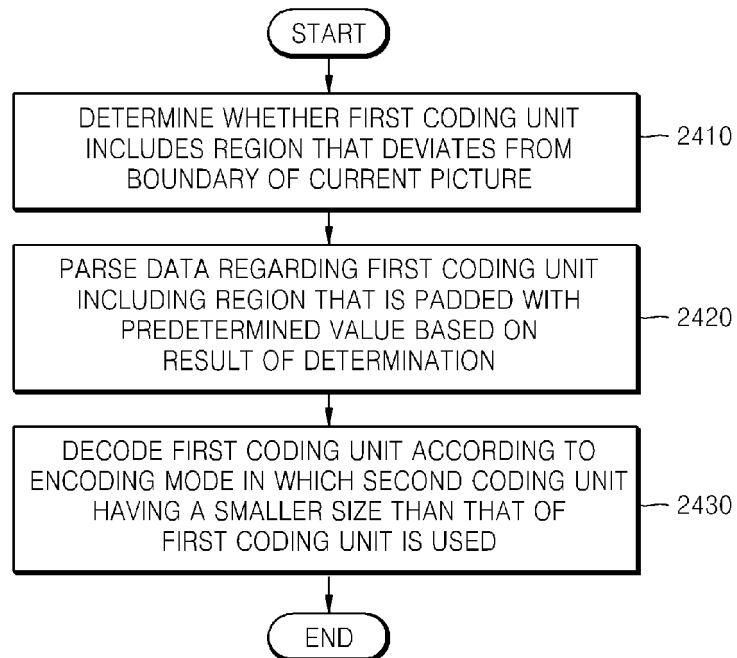 START
DETERMINE WHETHER FIRST CODING UNIT
INCLUDES REGION THAT DEVIATES FROM
BOUNDARY OF CURRENT PICTURE
2410
PARSE DATA REGARDING FIRST CODING UNIT
INCLUDING REGION THAT IS PADDED WITH
PREDETERMINED VALUE BASED ON
RESULT OF DETERMINATION
2420
DECODE FIRST CODING UNIT ACCORDING TO
ENCODING MODE IN WHICH SECOND CODING UNIT
HAVING A SMALLER SIZE THAN THAT OF
FIRST CODING UNIT IS USED
2430
END